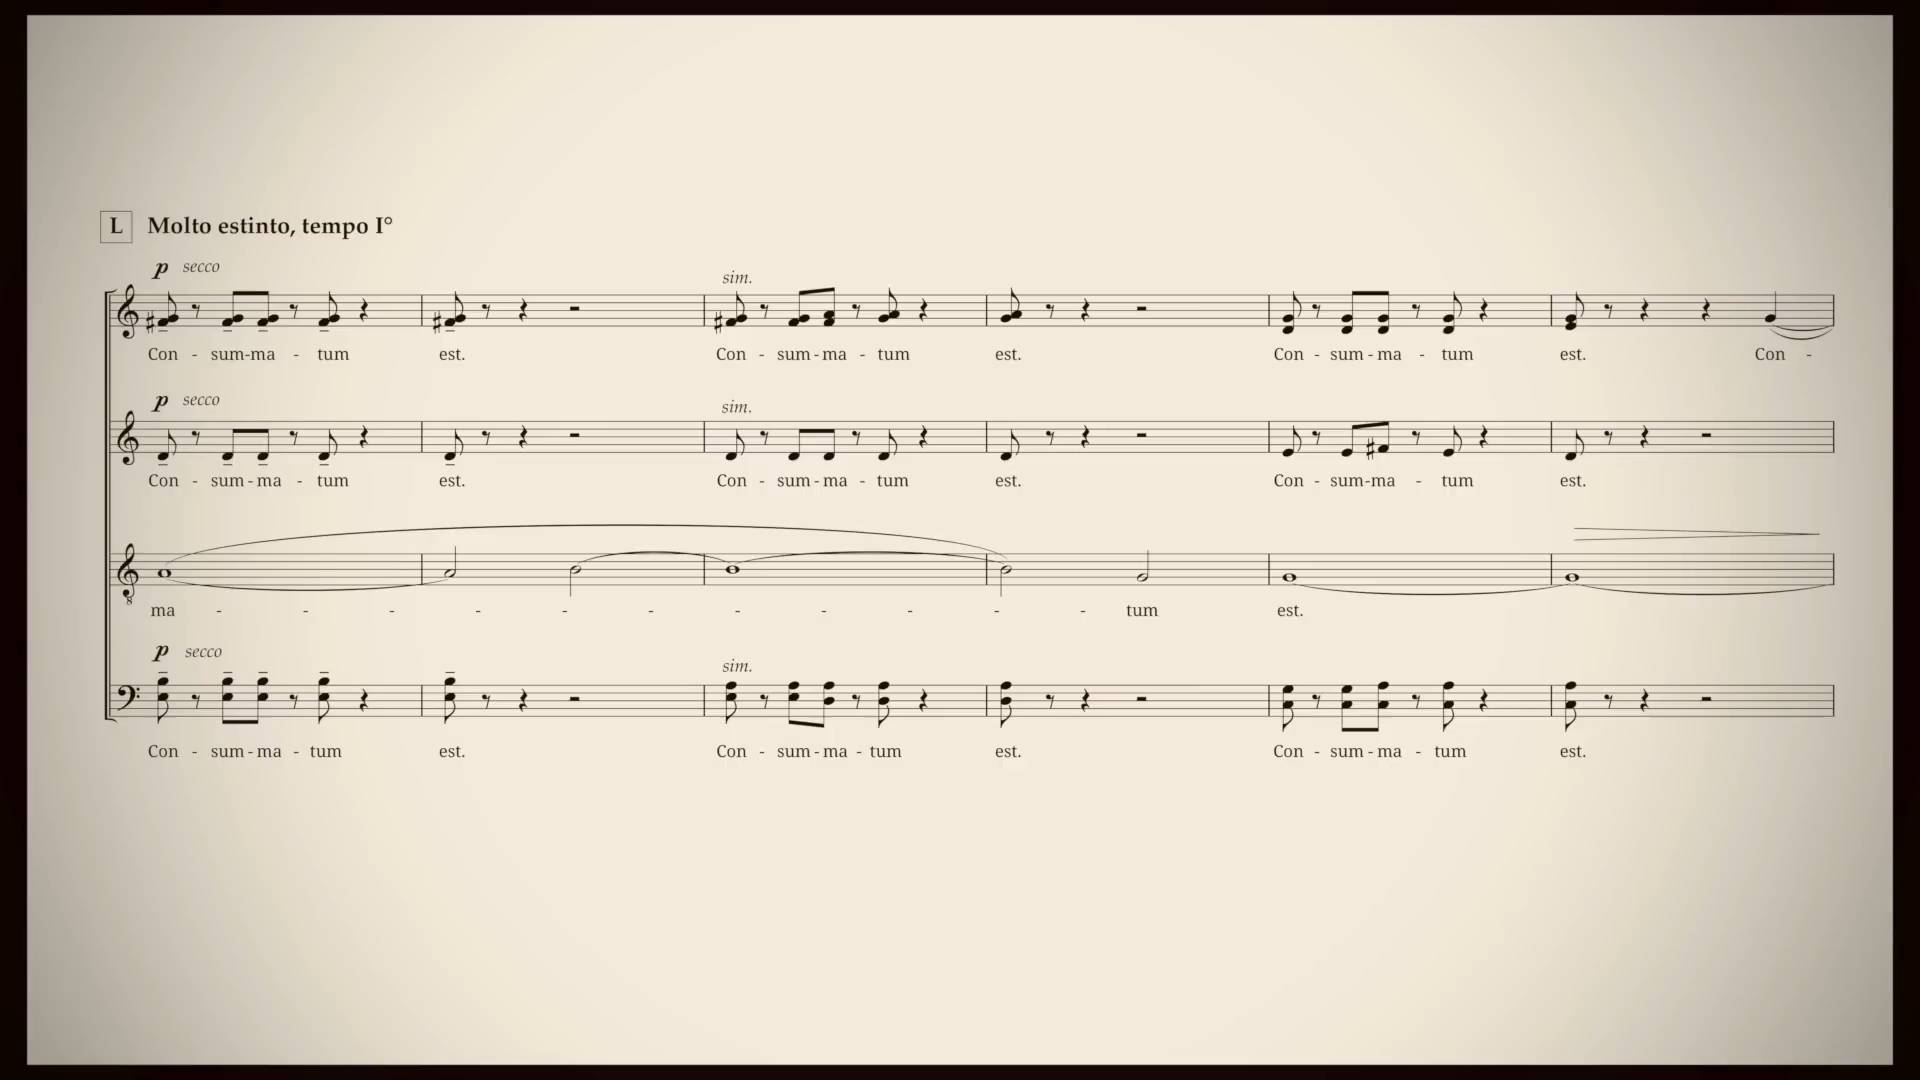 L Molto estinto, tempo I°
p secco sim.
Con - sum-ma - tum est. Con - sum-ma - tum est. Con - sum-ma - tum est. Con -
p secco sim.
Con - sum-ma - tum est. Con - sum-ma - tum est. Con - sum-ma - tum est.
ma - - - - - - - - - - - tum est.
p secco sim.
Con - sum-ma - tum est. Con - sum-ma - tum est. Con - sum-ma - tum est.